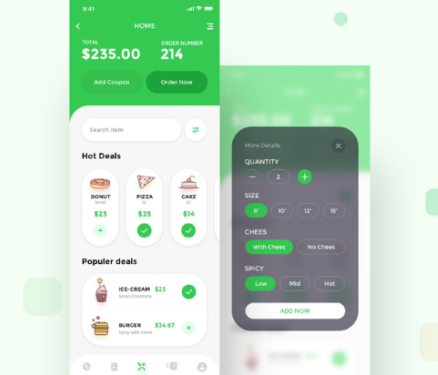 9:41
HOME
TOTAL
ORDER NUMBER
$235.00
214
Add Coupon
Order Now
Search item
Hot Deals
DONUT
Small
$23
PIZZA
$25
CAKE
$14
Populer deals
ICE-CREAM
$23
Small Chocolate
BURGER
$34.67
Spicy with cheese
More Details
QUANTITY
2
SIZE
8"
10"
12"
15"
CHEES
With Chees
No Chees
SPICY
Low
Mid
Hot
ADD NOW